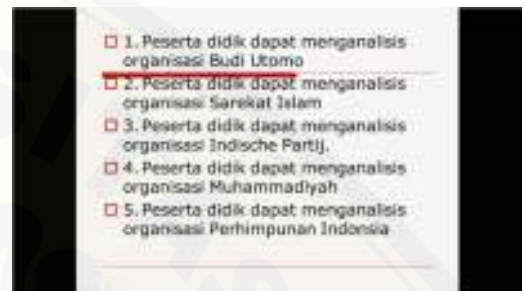 1. Peserta didik dapat menganalisis
organisasi Budi Utomo
2. Peserta didik dapat menganalisis
organisasi Sarekat Islam
3. Peserta didik dapat menganalisis
organisasi Indische Partij.
4. Peserta didik dapat menganalisis
organisasi Muhammadiyah
5. Peserta didik dapat menganalisis
organisasi Perhimpunan Indonsia